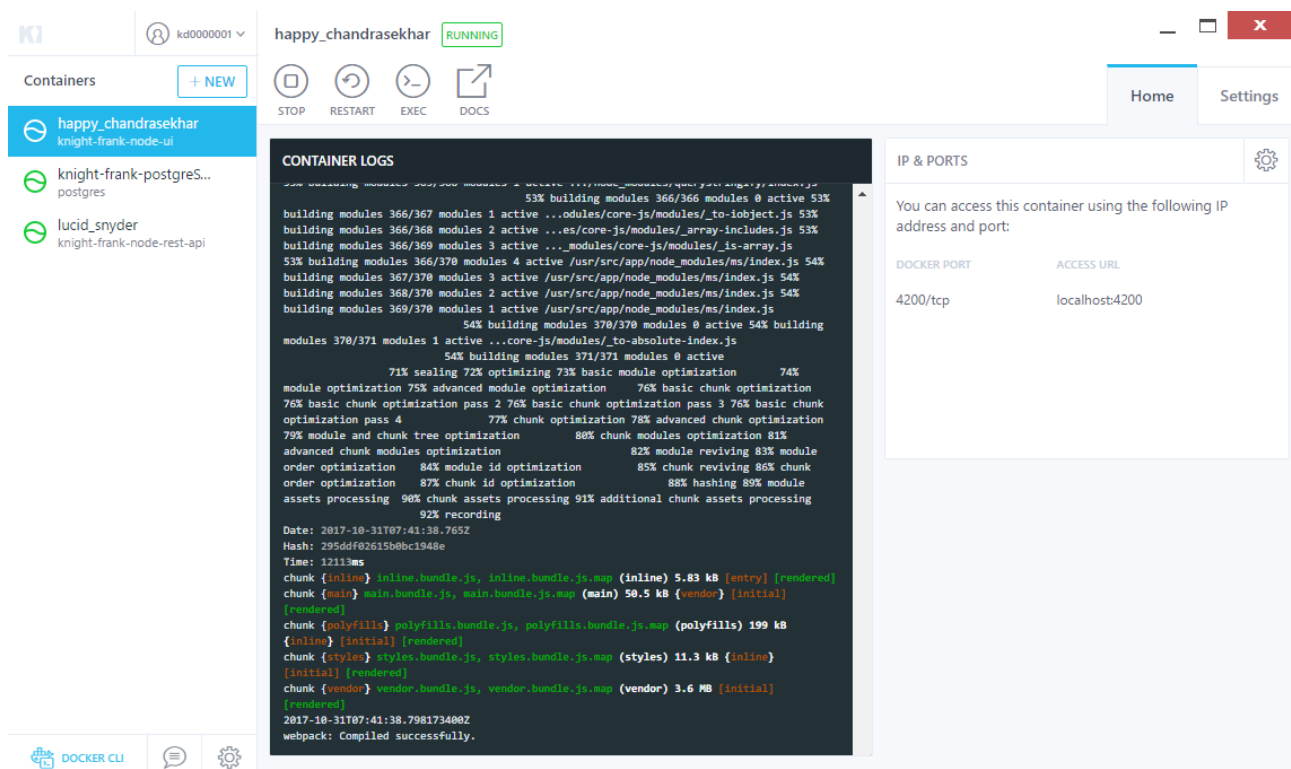 kd0000001
happy_chandrasekhar RUNNING
Containers
+ NEW
STOP RESTART EXEC DOCS
Home Settings
happy_chandrasekhar
knight-frank-node-ui
knight-frank-postgreS...
postgres
lucid_snyder
knight-frank-node-rest-api
CONTAINER LOGS
53% building modules 365/366 modules 1 active .../node_modules/querystringify/index.js
53% building modules 366/366 modules 0 active 53%
building modules 366/367 modules 1 active ...odules/core-js/modules/_to-iobject.js 53%
building modules 366/368 modules 2 active ...es/core-js/modules/_array-includes.js 53%
building modules 366/369 modules 3 active ..._modules/core-js/modules/_is-array.js
53% building modules 366/370 modules 4 active /usr/src/app/node_modules/ms/index.js 54%
building modules 367/370 modules 3 active /usr/src/app/node_modules/ms/index.js 54%
building modules 368/370 modules 2 active /usr/src/app/node_modules/ms/index.js 54%
building modules 369/370 modules 1 active /usr/src/app/node_modules/ms/index.js
54% building modules 370/370 modules 0 active 54% building
modules 370/371 modules 1 active ...core-js/modules/_to-absolute-index.js
54% building modules 371/371 modules 0 active
71% sealing 72% optimizing 73% basic module optimization 74%
module optimization 75% advanced module optimization 76% basic chunk optimization
76% basic chunk optimization pass 2 76% basic chunk optimization pass 3 76% basic chunk
optimization pass 4 77% chunk optimization 78% advanced chunk optimization
79% module and chunk tree optimization 80% chunk modules optimization 81%
advanced chunk modules optimization 82% module reviving 83% module
order optimization 84% module id optimization 85% chunk reviving 86% chunk
order optimization 87% chunk id optimization 88% hashing 89% module
assets processing 90% chunk assets processing 91% additional chunk assets processing
92% recording
Date: 2017-10-31T07:41:38.765Z
Hash: 295ddf02615b0bc1948e
Time: 12113ms
chunk {inline} inline.bundle.js, inline.bundle.js.map (inline) 5.83 kB [entry] [rendered]
chunk {main} main.bundle.js, main.bundle.js.map (main) 50.5 kB {vendor} [initial]
[rendered]
chunk {polyfills} polyfills.bundle.js, polyfills.bundle.js.map (polyfills) 199 kB
{inline} [initial] [rendered]
chunk {styles} styles.bundle.js, styles.bundle.js.map (styles) 11.3 kB {inline}
[initial] [rendered]
chunk {vendor} vendor.bundle.js, vendor.bundle.js.map (vendor) 3.6 MB [initial]
[rendered]
2017-10-31T07:41:38.798173400Z
webpack: Compiled successfully.
IP & PORTS
You can access this container using the following IP
address and port:
DOCKER PORT ACCESS URL
4200/tcp localhost:4200
DOCKER CLI